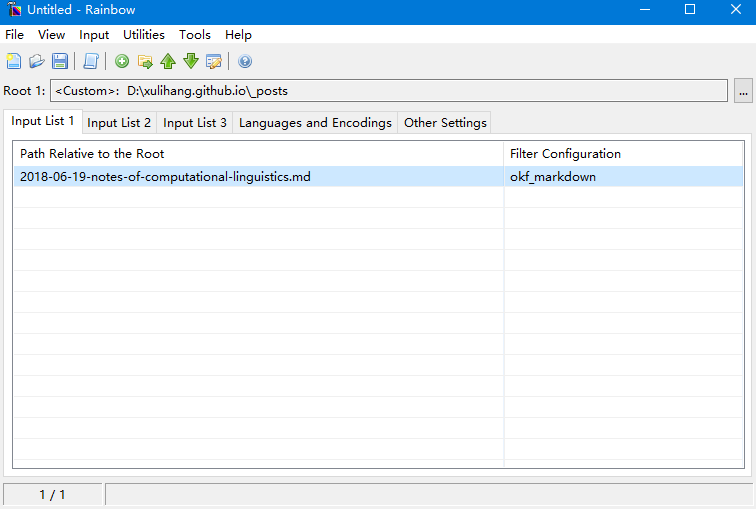 Untitled - Rainbow
File View Input Utilities Tools Help
Root 1: <Custom>: D:\xulihang.github.io\_posts ...
Input List 1 Input List 2 Input List 3 Languages and Encodings Other Settings
Path Relative to the Root Filter Configuration
2018-06-19-notes-of-computational-linguistics.md okf_markdown
1 / 1